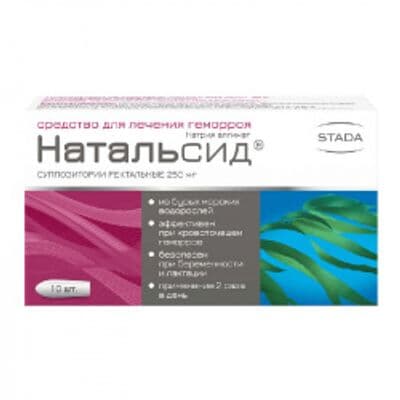 средство для лечения геморроя
Натрия альгинат
Натальсид®
STADA
СУППОЗИТОРИИ РЕКТАЛЬНЫЕ 250 мг
из бурых морских
водорослей
эффективен
при кровоточащем
геморрое
безопасен
при беременности
и лактации
применение 2 раза
в день
10 шт.